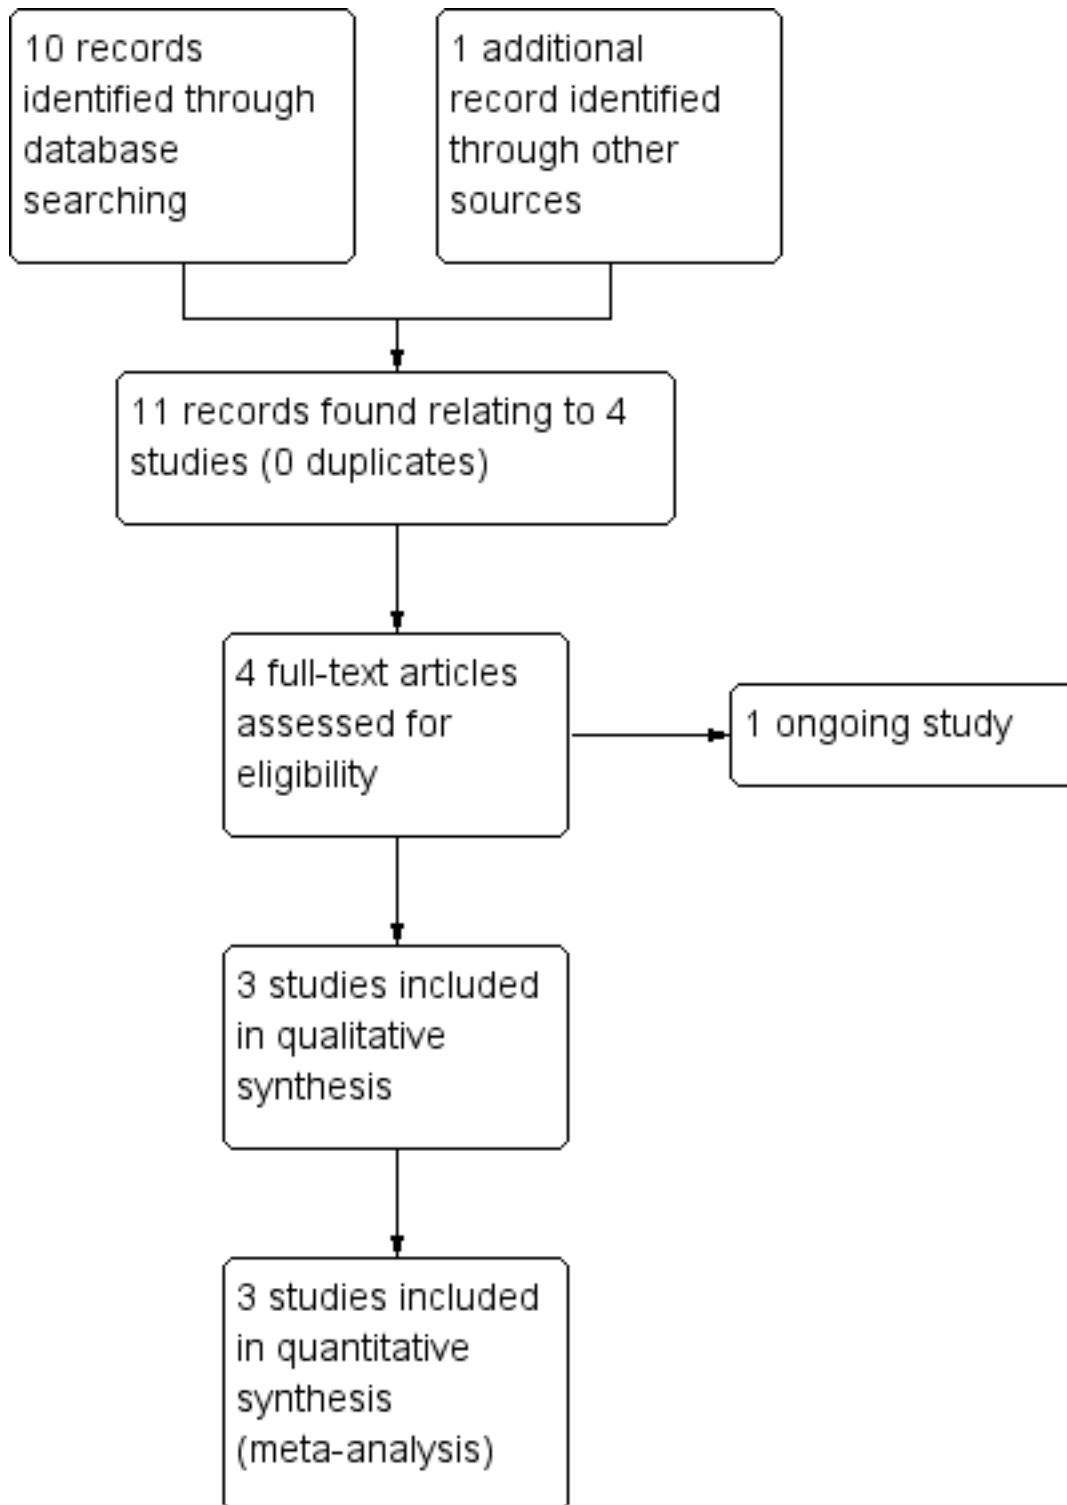 10 records
identified through
database
searching
1 additional
record identified
through other
sources
11 records found relating to 4
studies (0 duplicates)
4 full-text articles
assessed for
eligibility
1 ongoing study
3 studies included
in qualitative
synthesis
3 studies included
in quantitative
synthesis
(meta-analysis)